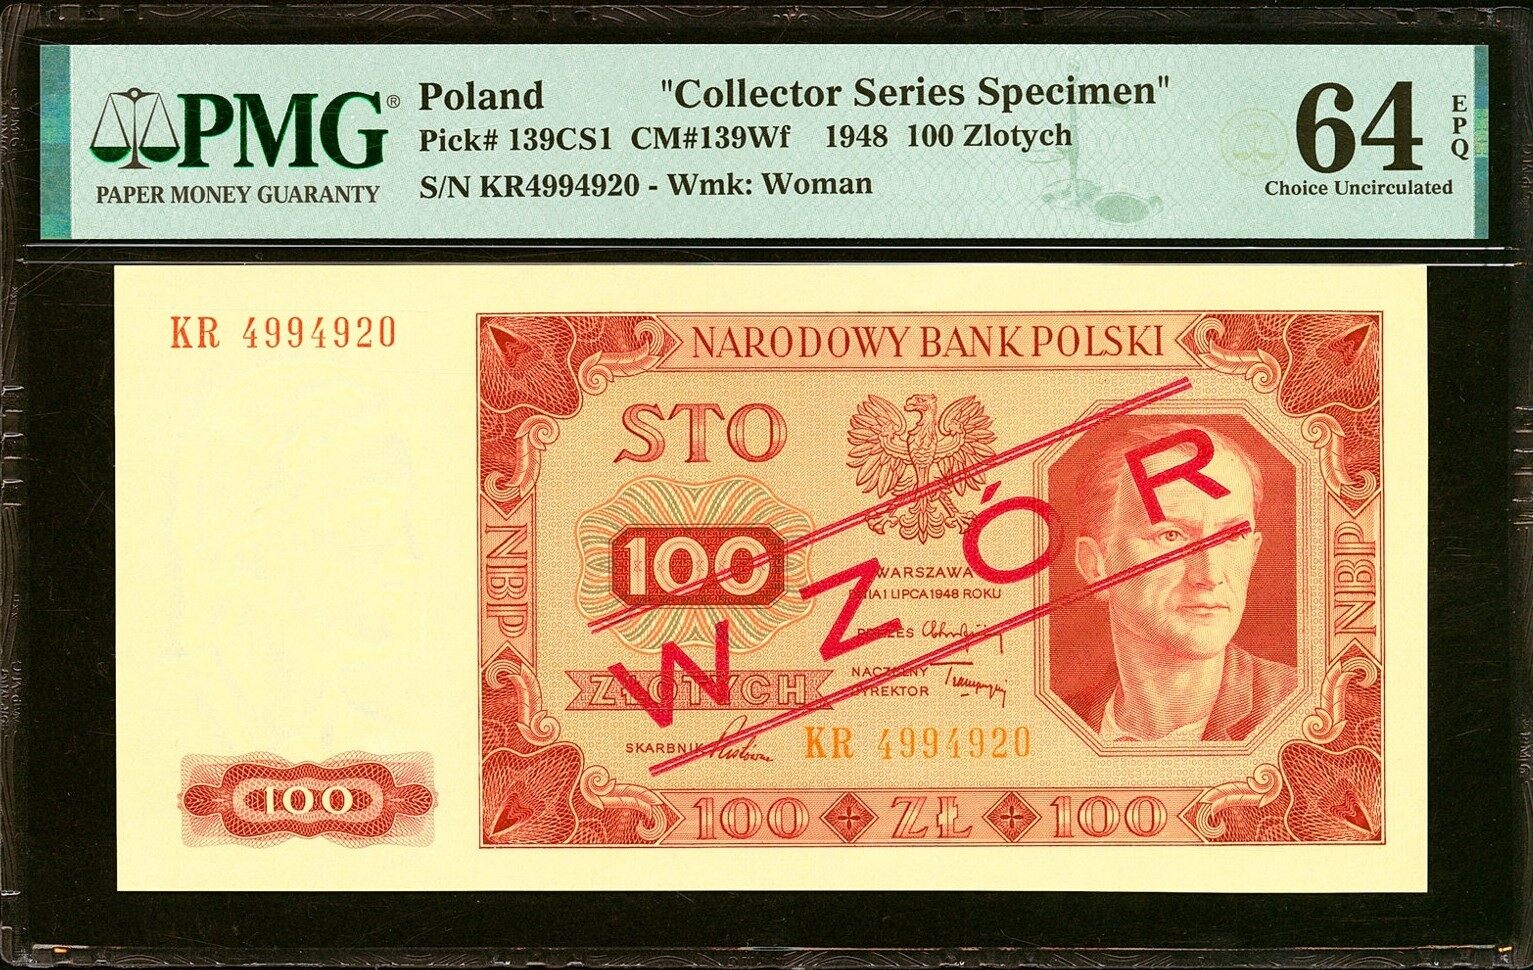 PMG®
PAPER MONEY GUARANTY
Poland "Collector Series Specimen"
Pick# 139CS1 CM#139Wf 1948 100 Zlotych
S/N KR4994920 - Wmk: Woman
64
EPQ
Choice Uncirculated
KR 4994920
NARODOWY BANK POLSKI
STO
100
ZŁOTYCH
NBP
NBP
WARSZAWA
DNIA 1 LIPCA 1948 ROKU
PREZES
NACZELNY
DYREKTOR
SKARBNIK
KR 4994920
WZÓR
100
100 ZŁ 100